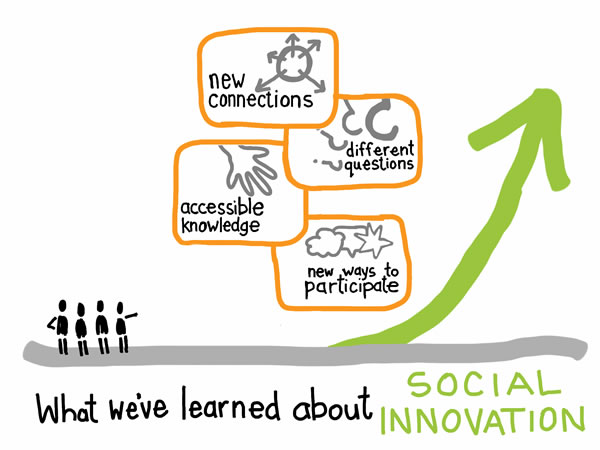 new
connections
different
questions
accessible
knowledge
new ways to
participate
What we've learned about SOCIAL
INNOVATION